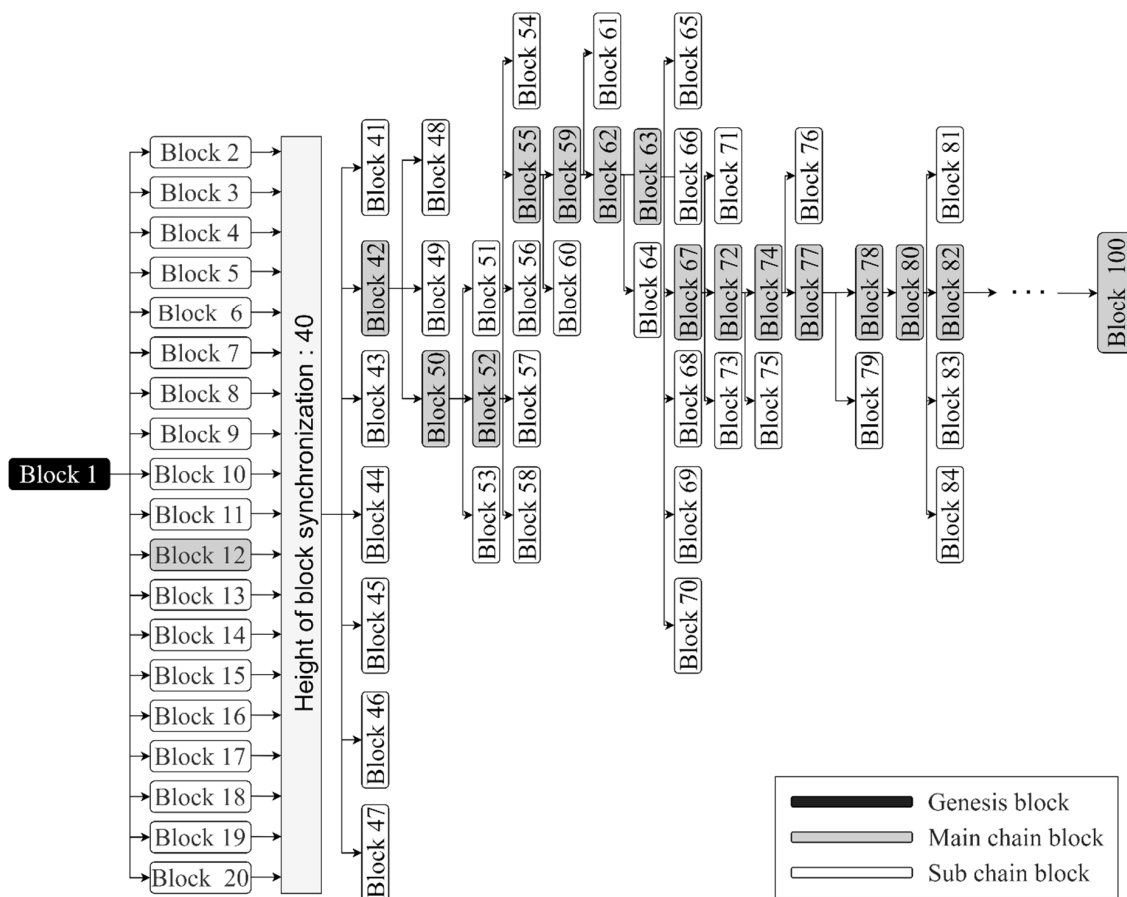 Block 1
Block 2
Block 3
Block 4
Block 5
Block 6
Block 7
Block 8
Block 9
Block 10
Block 11
Block 12
Block 13
Block 14
Block 15
Block 16
Block 17
Block 18
Block 19
Block 20
Height of block synchronization : 40
Block 41
Block 42
Block 43
Block 44
Block 45
Block 46
Block 47
Block 48
Block 49
Block 50
Block 51
Block 52
Block 53
Block 54
Block 55
Block 56
Block 57
Block 58
Block 59
Block 60
Block 61
Block 62
Block 63
Block 64
Block 65
Block 66
Block 67
Block 68
Block 69
Block 70
Block 71
Block 72
Block 73
Block 74
Block 75
Block 76
Block 77
Block 78
Block 79
Block 80
Block 81
Block 82
Block 83
Block 84
· · ·
Block 100
Genesis block
Main chain block
Sub chain block